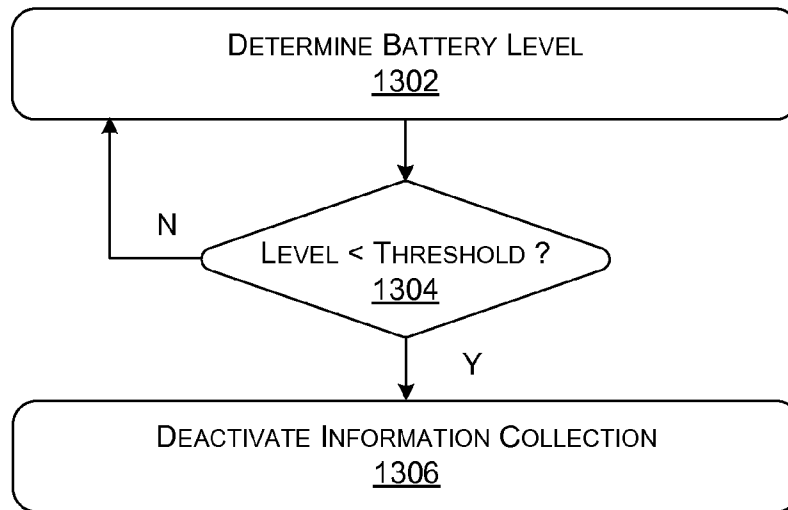 DETERMINE BATTERY LEVEL
1302
N
LEVEL < THRESHOLD ?
1304
Y
DEACTIVATE INFORMATION COLLECTION
1306